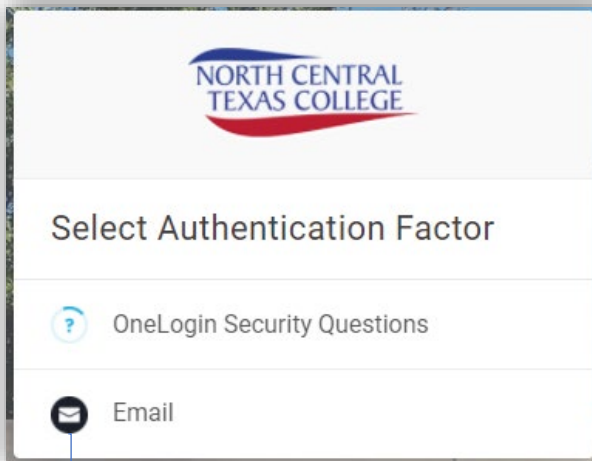 NORTH CENTRAL
TEXAS COLLEGE
Select Authentication Factor
? OneLogin Security Questions
Email